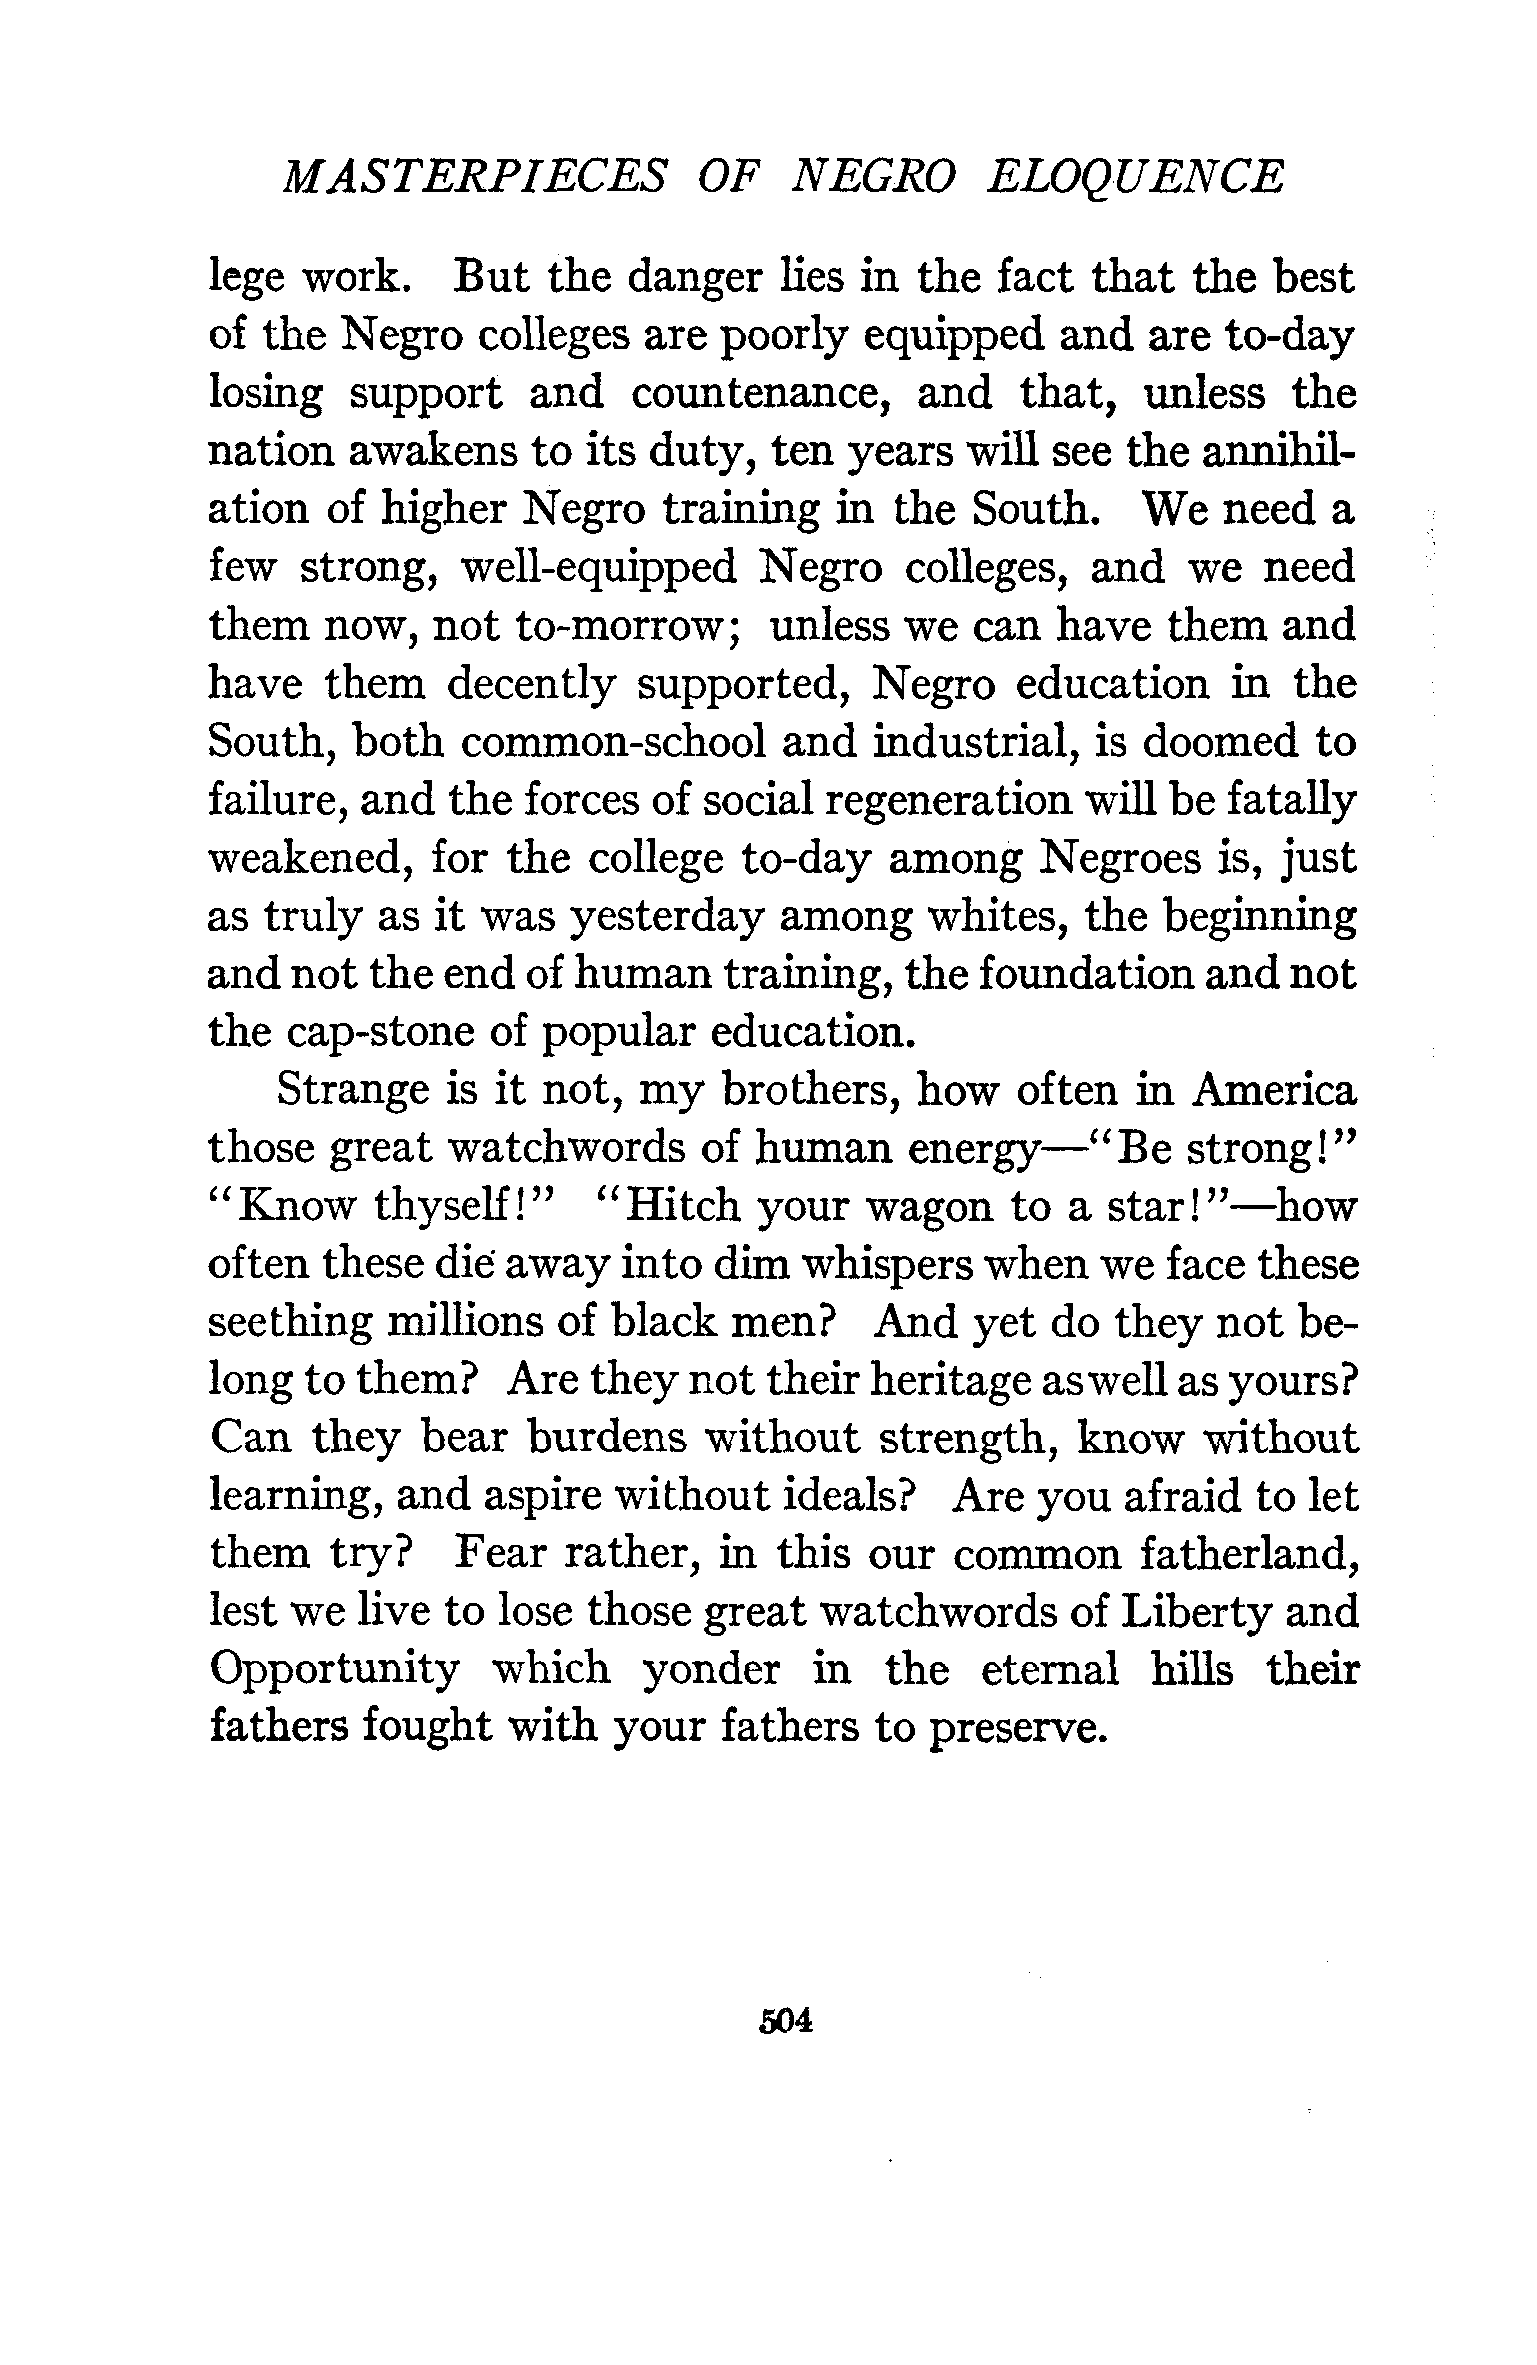 MASTERPIECES OF NEGRO ELOQUENCE
lege work. But the danger lies in the fact that the best
of the Negro colleges are poorly equipped and are to-day
losing support and countenance, and that, unless the
nation awakens to its duty, ten years will see the annihil-
ation of higher Negro training in the South. We need a
few strong, well-equipped Negro colleges, and we need
them now, not to-morrow; unless we can have them and
have them decently supported, Negro education in the
South, both common-school and industrial, is doomed to
failure, and the forces of social regeneration will be fatally
weakened, for the college to-day among Negroes is, just
as truly as it was yesterday among whites, the beginning
and not the end of human training, the foundation and not
the cap-stone of popular education.
Strange is it not, my brothers, how often in America
those great watchwords of human energy—“Be strong!”
“Know thyself!” “Hitch your wagon to a star!”—how
often these die away into dim whispers when we face these
seething millions of black men? And yet do they not be-
long to them? Are they not their heritage as well as yours?
Can they bear burdens without strength, know without
learning, and aspire without ideals? Are you afraid to let
them try? Fear rather, in this our common fatherland,
lest we live to lose those great watchwords of Liberty and
Opportunity which yonder in the eternal hills their
fathers fought with your fathers to preserve.
504